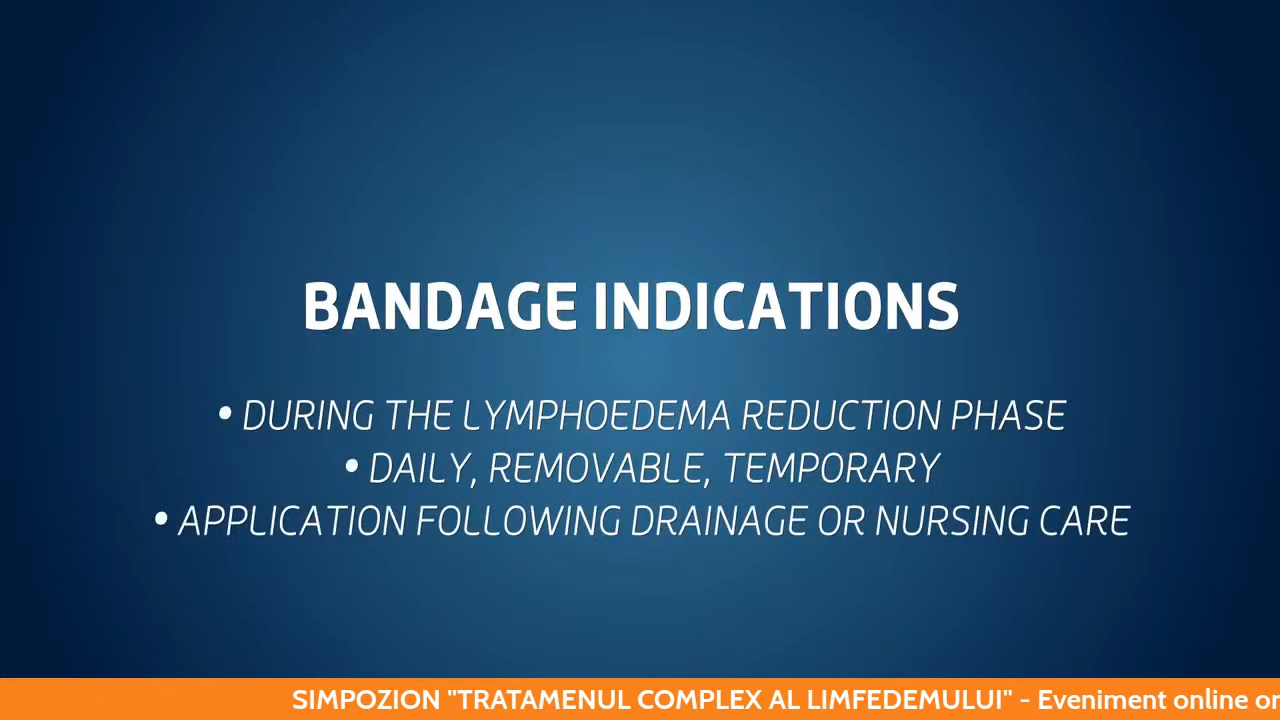 BANDAGE INDICATIONS
• DURING THE LYMPHOEDEMA REDUCTION PHASE
• DAILY, REMOVABLE, TEMPORARY
• APPLICATION FOLLOWING DRAINAGE OR NURSING CARE
SIMPOZION "TRATAMENUL COMPLEX AL LIMFEDEMULUI" - Eveniment online